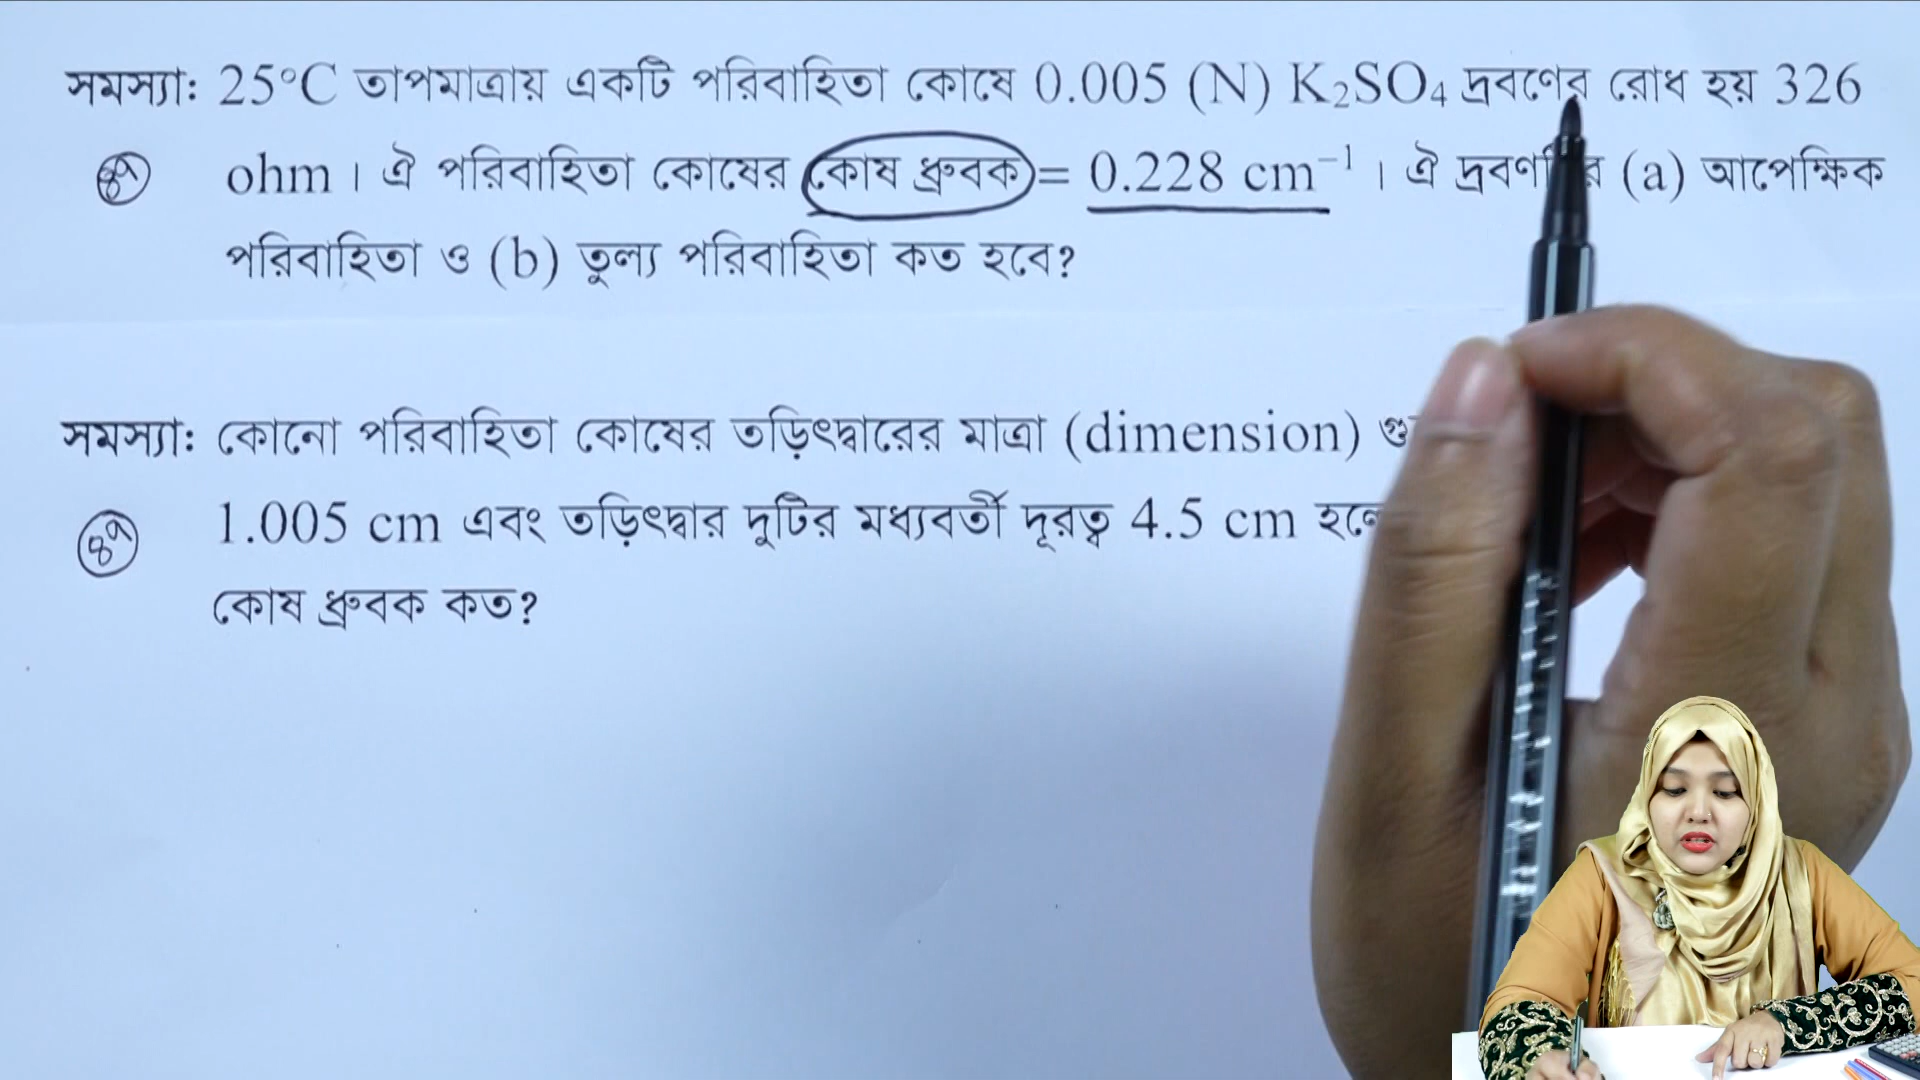 সমস্যা: 25°C তাপমাত্রায় একটি পরিবাহিতা কোষে 0.005 (N) K₂SO₄ দ্রবণের রোধ হয় 326
ohm । ঐ পরিবাহিতা কোষের কোষ ধ্রুবক = 0.228 cm⁻¹ । ঐ (a) আপেক্ষিক
পরিবাহিতা ও (b) তুল্য পরিবাহিতা কত হবে?
সমস্যা: কোনো পরিবাহিতা কোষের তড়িৎদ্বারের মাত্রা (dimension)
1.005 cm এবং তড়িৎদ্বার দুটির মধ্যবর্তী দূরত্ব 4.5 cm
কোষ ধ্রুবক কত?